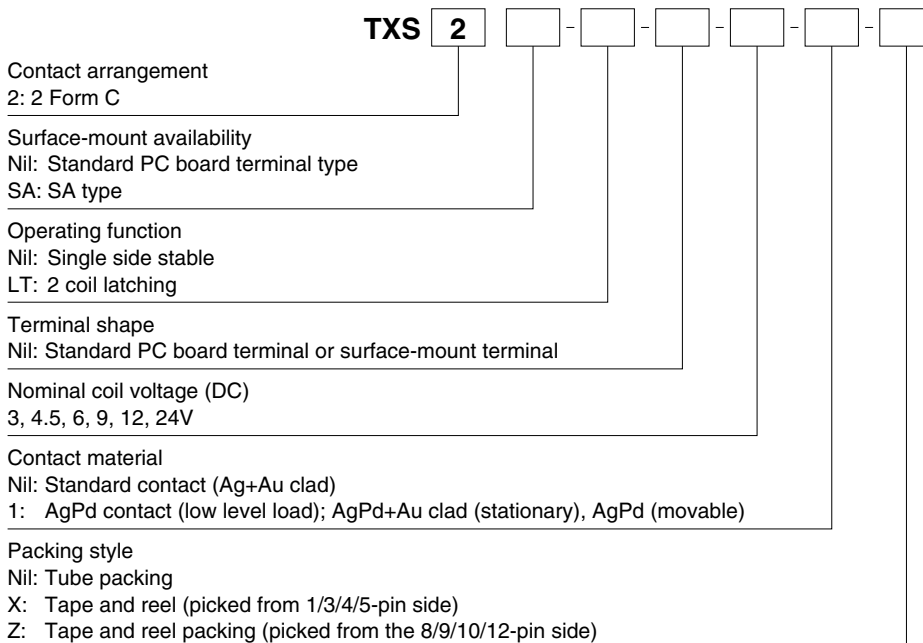 TXS 2 - - - - -
Contact arrangement
2: 2 Form C
Surface-mount availability
Nil: Standard PC board terminal type
SA: SA type
Operating function
Nil: Single side stable
LT: 2 coil latching
Terminal shape
Nil: Standard PC board terminal or surface-mount terminal
Nominal coil voltage (DC)
3, 4.5, 6, 9, 12, 24V
Contact material
Nil: Standard contact (Ag+Au clad)
1: AgPd contact (low level load); AgPd+Au clad (stationary), AgPd (movable)
Packing style
Nil: Tube packing
X: Tape and reel (picked from 1/3/4/5-pin side)
Z: Tape and reel packing (picked from the 8/9/10/12-pin side)